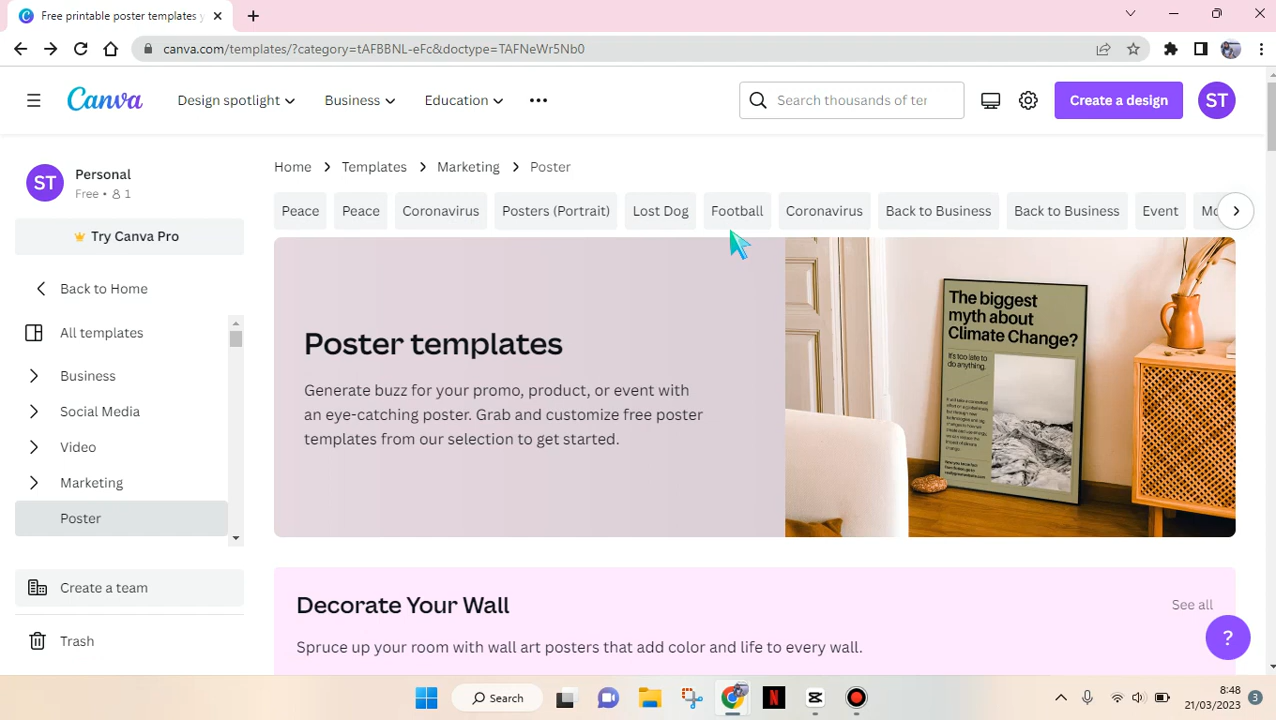 Free printable poster templates y
canva.com/templates/?category=tAFBBNL-eFc&doctype=TAFNeWr5Nb0
Canva
Design spotlight
Business
Education
Search thousands of ter
Create a design
ST
ST
Personal
Free • 1
Try Canva Pro
Back to Home
All templates
Business
Social Media
Video
Marketing
Poster
Create a team
Trash
Home > Templates > Marketing > Poster
Peace Peace Coronavirus Posters (Portrait) Lost Dog Football Coronavirus Back to Business Back to Business Event Mo
Poster templates
Generate buzz for your promo, product, or event with
an eye-catching poster. Grab and customize free poster
templates from our selection to get started.
The biggest
myth about
Climate Change?
It's too late to
do anything.
Decorate Your Wall
See all
Spruce up your room with wall art posters that add color and life to every wall.
?
Search
8:48
21/03/2023
3